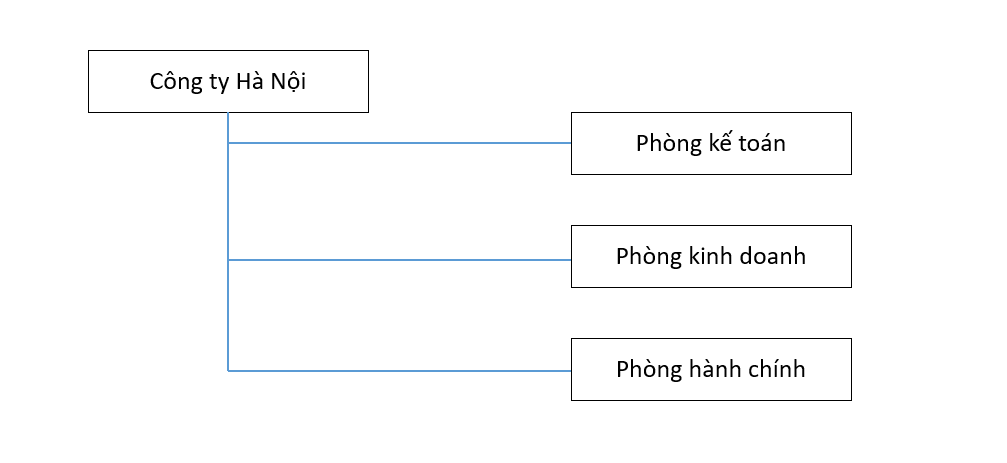 Công ty Hà Nội
Phòng kế toán
Phòng kinh doanh
Phòng hành chính